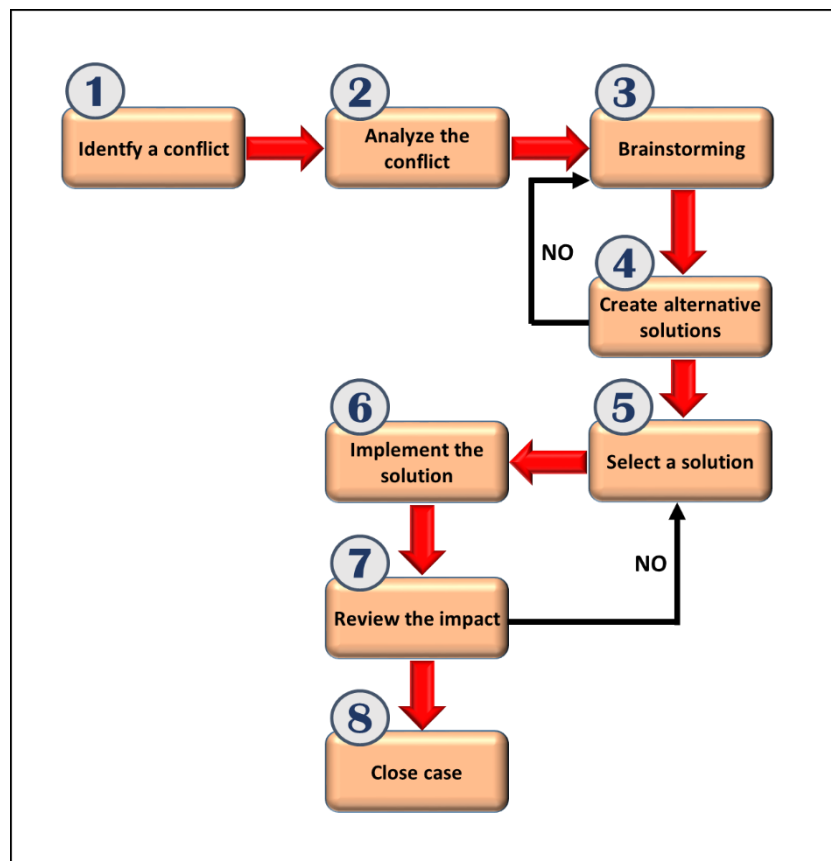 1
Identfy a conflict
2
Analyze the
conflict
3
Brainstorming
NO
4
Create alternative
solutions
5
Select a solution
6
Implement the
solution
7
Review the impact
NO
8
Close case